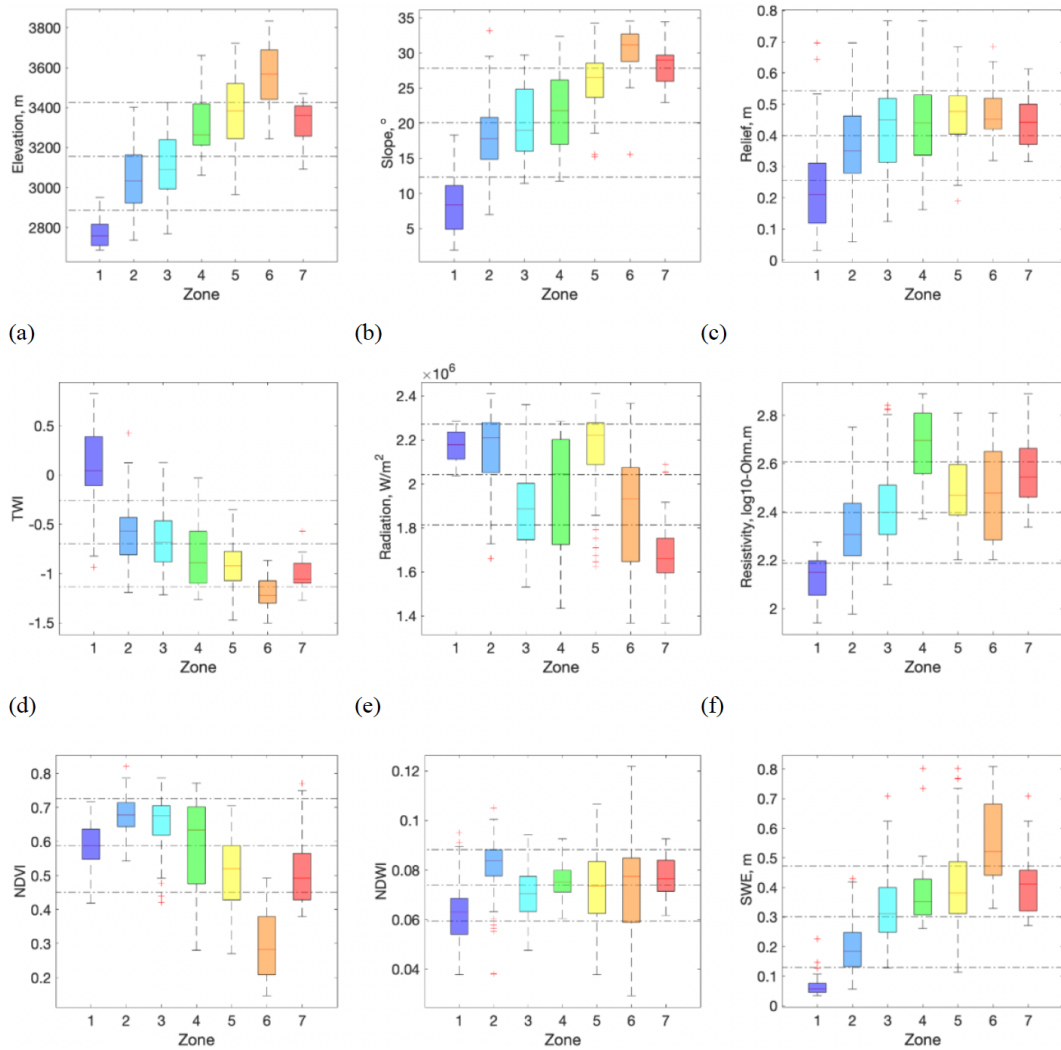 3800
3600
3400
3200
3000
2800
Elevation, m
1 2 3 4 5 6 7
Zone
35
30
25
20
15
10
5
Slope, °
1 2 3 4 5 6 7
Zone
0.8
0.7
0.6
0.5
0.4
0.3
0.2
0.1
0
Relief, m
1 2 3 4 5 6 7
Zone
(a) (b) (c)
0.5
0
-0.5
-1
-1.5
TWI
1 2 3 4 5 6 7
Zone
×10⁶
2.4
2.2
2
1.8
1.6
1.4
Radiation, W/m²
1 2 3 4 5 6 7
Zone
2.8
2.6
2.4
2.2
2
Resistivity, log10-Ohm.m
1 2 3 4 5 6 7
Zone
(d) (e) (f)
0.8
0.7
0.6
0.5
0.4
0.3
0.2
NDVI
1 2 3 4 5 6 7
Zone
0.12
0.1
0.08
0.06
0.04
NDWI
1 2 3 4 5 6 7
Zone
0.8
0.7
0.6
0.5
0.4
0.3
0.2
0.1
0
SWE, m
1 2 3 4 5 6 7
Zone